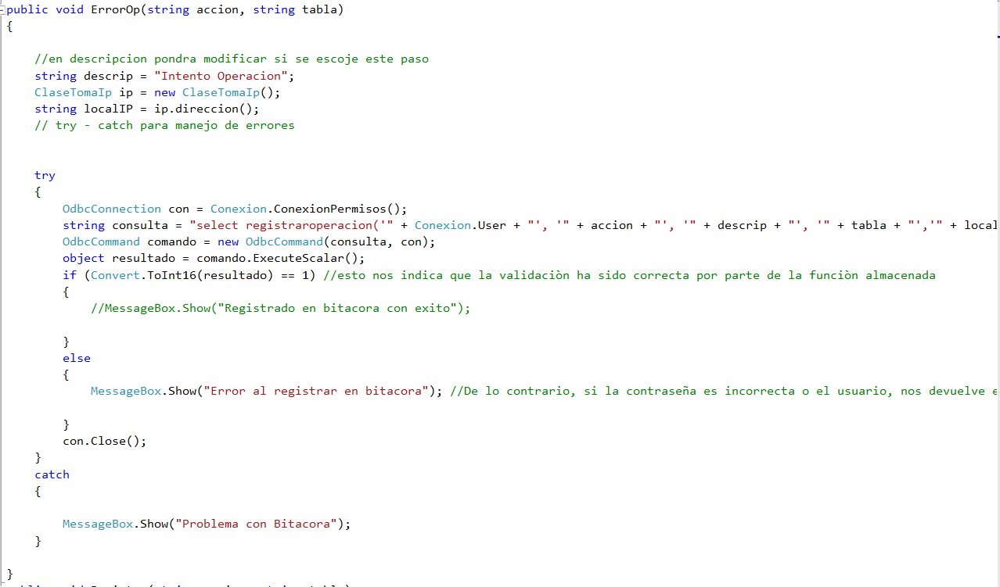 public void ErrorOp(string accion, string tabla)
{
//en descripcion pondra modificar si se escoje este paso
string descrip = "Intento Operacion";
ClaseTomaIp ip = new ClaseTomaIp();
string localIP = ip.direccion();
// try - catch para manejo de errores
try
{
OdbcConnection con = Conexion.ConexionPermisos();
string consulta = "select registraroperacion('" + Conexion.User + "', '" + accion + "', '" + descrip + "', '" + tabla + "','" + local
OdbcCommand comando = new OdbcCommand(consulta, con);
object resultado = comando.ExecuteScalar();
if (Convert.ToInt16(resultado) == 1) //esto nos indica que la validaciòn ha sido correcta por parte de la funciòn almacenada
{
//MessageBox.Show("Registrado en bitacora con exito");
}
else
{
MessageBox.Show("Error al registrar en bitacora"); //De lo contrario, si la contraseña es incorrecta o el usuario, nos devuelve e
}
con.Close();
}
catch
{
MessageBox.Show("Problema con Bitacora");
}
}